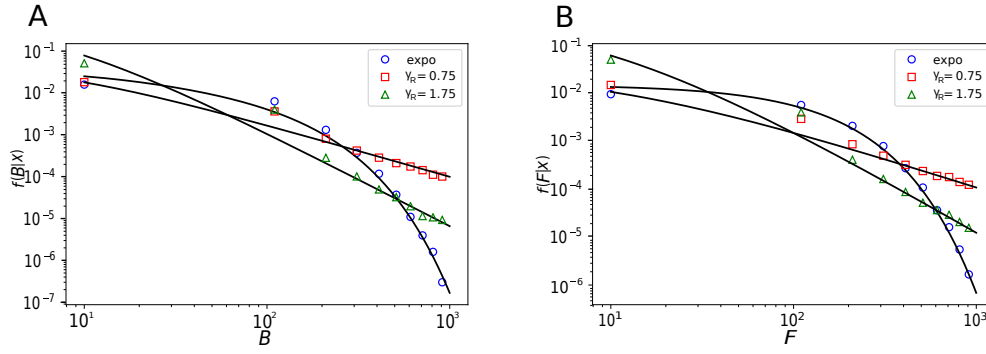 A
10⁻¹
10⁻²
10⁻³
10⁻⁴
10⁻⁵
10⁻⁶
10⁻⁷
f(B|x)
expo
γR = 0.75
γR = 1.75
10¹
10²
10³
B
B
10⁻¹
10⁻²
10⁻³
10⁻⁴
10⁻⁵
10⁻⁶
f(F|x)
expo
γR = 0.75
γR = 1.75
10¹
10²
10³
F